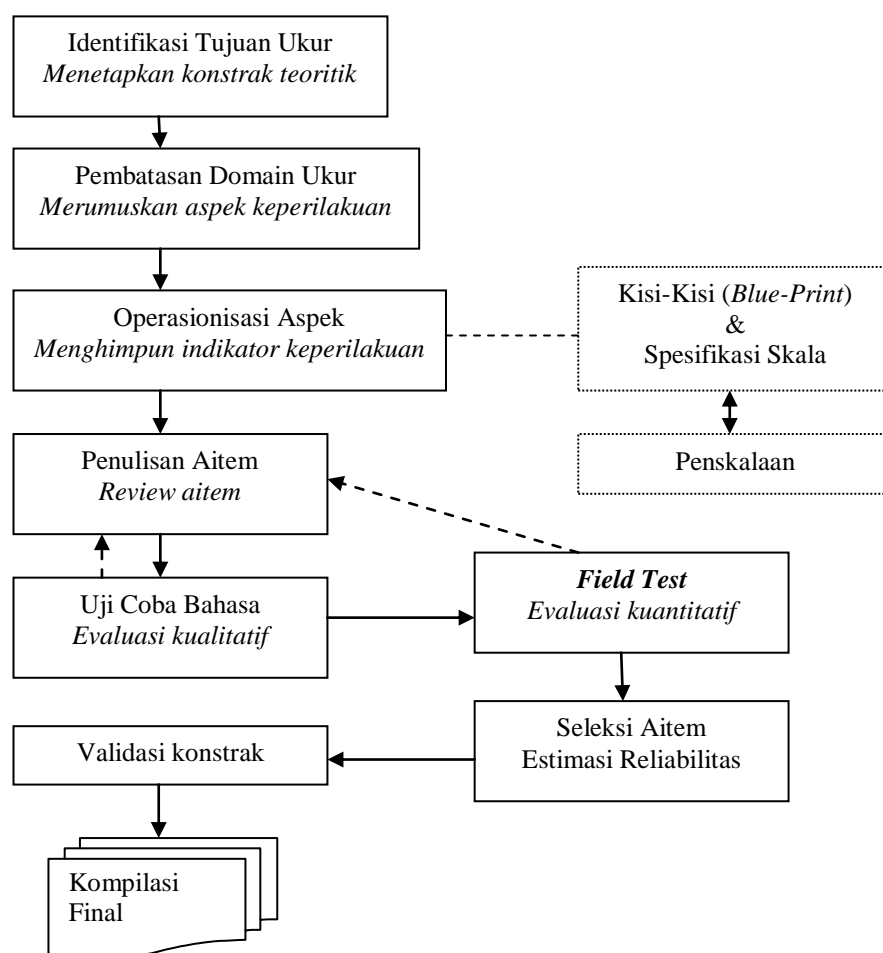 Identifikasi Tujuan Ukur
Menetapkan konstrak teoritik
Pembatasan Domain Ukur
Merumuskan aspek keperilakuan
Operasionisasi Aspek
Menghimpun indikator keperilakuan
Kisi-Kisi (Blue-Print)
&
Spesifikasi Skala
Penskalaan
Penulisan Aitem
Review aitem
Uji Coba Bahasa
Evaluasi kualitatif
Field Test
Evaluasi kuantitatif
Seleksi Aitem
Estimasi Reliabilitas
Validasi konstrak
Kompilasi
Final